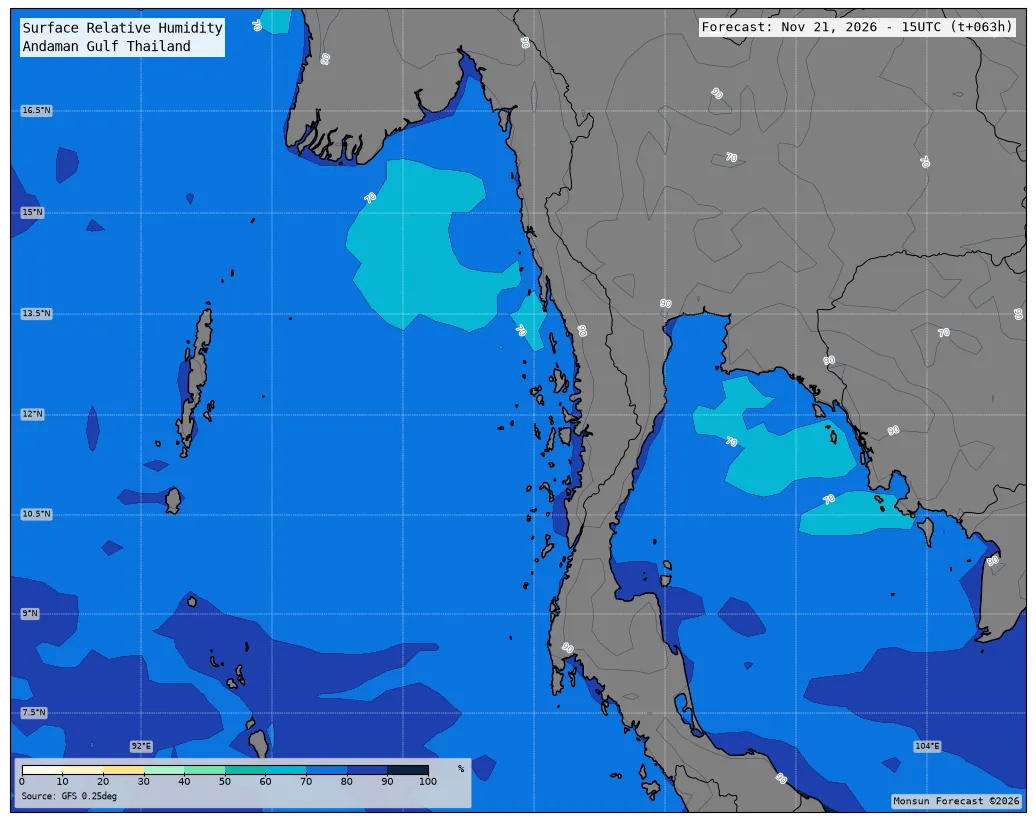 Surface Relative Humidity
Andaman Gulf Thailand
Forecast: Nov 21, 2026 - 15UTC (t+063h)
70
90
90
90
16.5°N
70
70
70
15°N
90
13.5°N
90
70
90
70
90
12°N
90
70
70
10.5°N
90
9°N
90
7.5°N
92°E
104°E
90
%
0 10 20 30 40 50 60 70 80 90 100
Source: GFS 0.25deg
Monsun Forecast ©2026